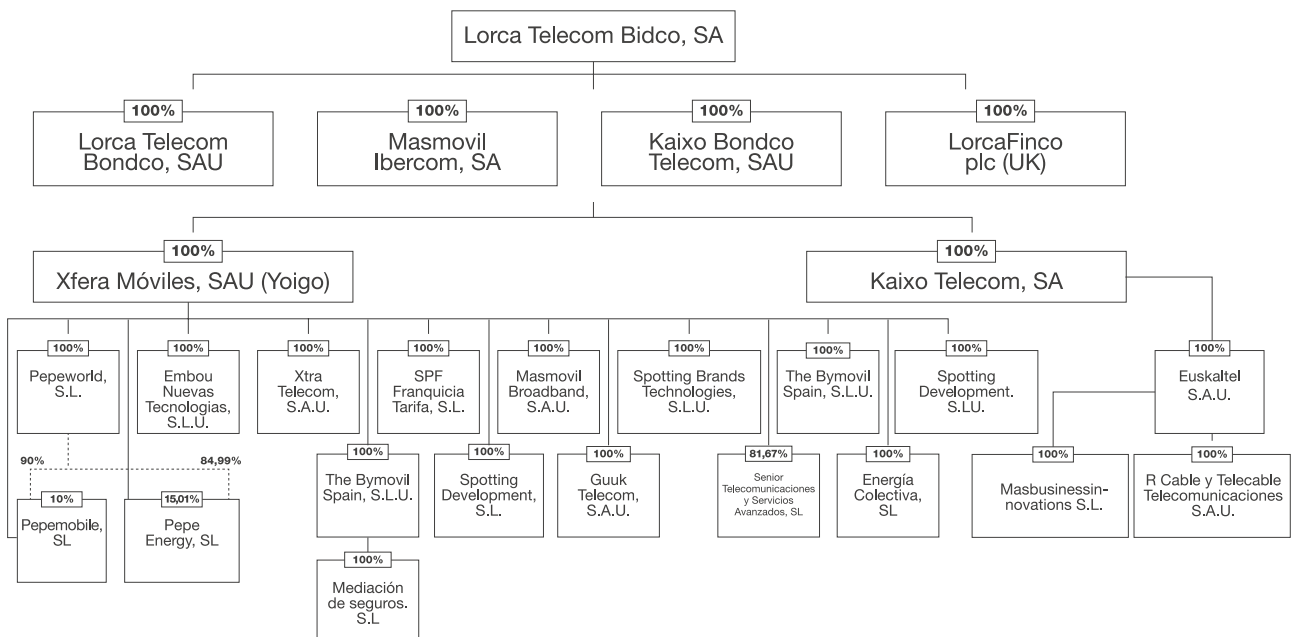 Lorca Telecom Bidco, SA
100%
Lorca Telecom
Bondco, SAU
100%
Masmovil
Ibercom, SA
100%
Kaixo Bondco
Telecom, SAU
100%
LorcaFinco
plc (UK)
100%
Xfera Móviles, SAU (Yoigo)
100%
Kaixo Telecom, SA
100%
Pepeworld,
S.L.
100%
Embou
Nuevas
Tecnologias,
S.L.U.
100%
Xtra
Telecom,
S.A.U.
100%
SPF
Franquicia
Tarifa, S.L.
100%
Masmovil
Broadband,
S.A.U.
100%
Spotting Brands
Technologies,
S.L.U.
100%
The Bymovil
Spain, S.L.U.
100%
Spotting
Development.
S.LU.
100%
Euskaltel
S.A.U.
90%
84,99%
10%
Pepemobile,
SL
15,01%
Pepe
Energy, SL
100%
The Bymovil
Spain, S.L.U.
100%
Spotting
Development,
S.L.
100%
Guuk
Telecom,
S.A.U.
81,67%
Senior
Telecomunicaciones
y Servicios
Avanzados, SL
100%
Energía
Colectiva,
SL
100%
Masbusinessin-
novations S.L.
100%
R Cable y Telecable
Telecomunicaciones
S.A.U.
100%
Mediación
de seguros.
S.L